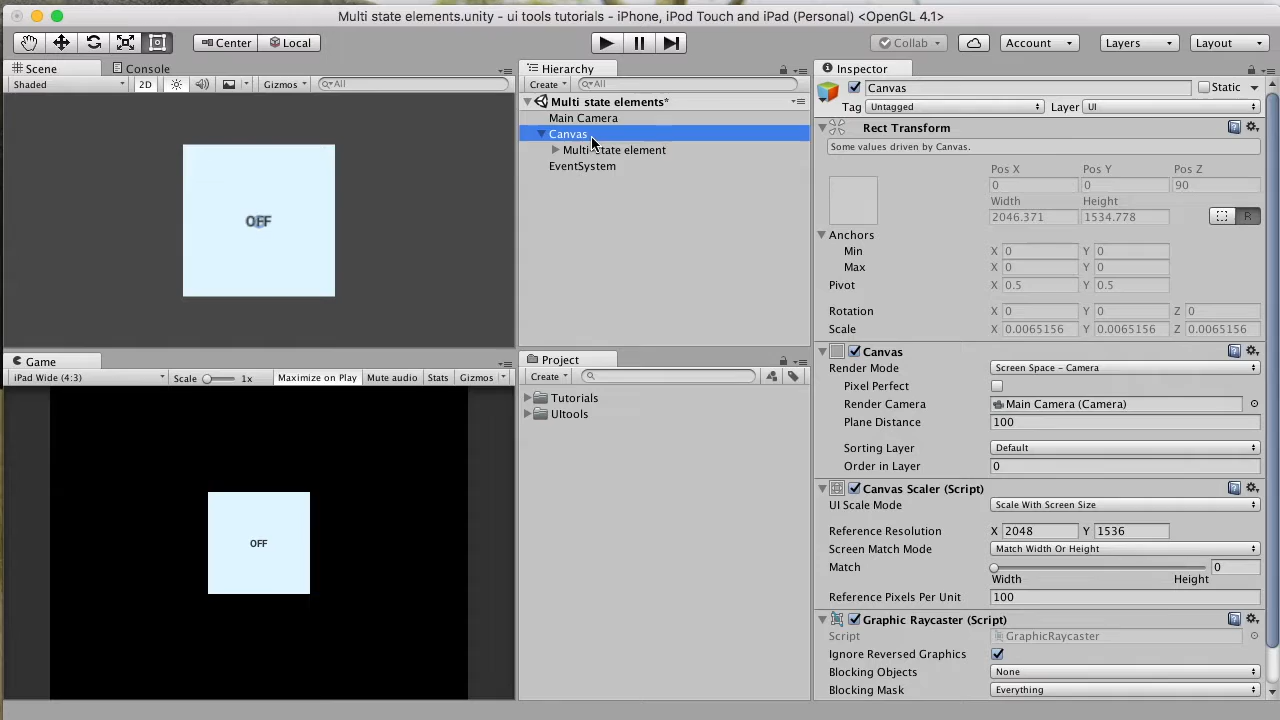 Multi state elements.unity - ui tools tutorials - iPhone, iPod Touch and iPad (Personal) <OpenGL 4.1>
Center Local Collab Account Layers Layout
Scene Console
Shaded 2D Gizmos All
OFF
Game
iPad Wide (4:3) Scale 1x Maximize on Play Mute audio Stats Gizmos
OFF
Hierarchy
Create All
Multi state elements*
Main Camera
Canvas
Multi state element
EventSystem
Project
Create
Tutorials
UItools
Inspector
Canvas Static
Tag Untagged Layer UI
Rect Transform
Some values driven by Canvas.
Pos X Pos Y Pos Z
0 0 90
Width Height
2046.371 1534.778 R
Anchors
Min X 0 Y 0
Max X 0 Y 0
Pivot X 0.5 Y 0.5
Rotation X 0 Y 0 Z 0
Scale X 0.0065156 Y 0.0065156 Z 0.0065156
Canvas
Render Mode Screen Space - Camera
Pixel Perfect
Render Camera Main Camera (Camera)
Plane Distance 100
Sorting Layer Default
Order in Layer 0
Canvas Scaler (Script)
UI Scale Mode Scale With Screen Size
Reference Resolution X 2048 Y 1536
Screen Match Mode Match Width Or Height
Match 0
Width Height
Reference Pixels Per Unit 100
Graphic Raycaster (Script)
Script GraphicRaycaster
Ignore Reversed Graphics
Blocking Objects None
Blocking Mask Everything